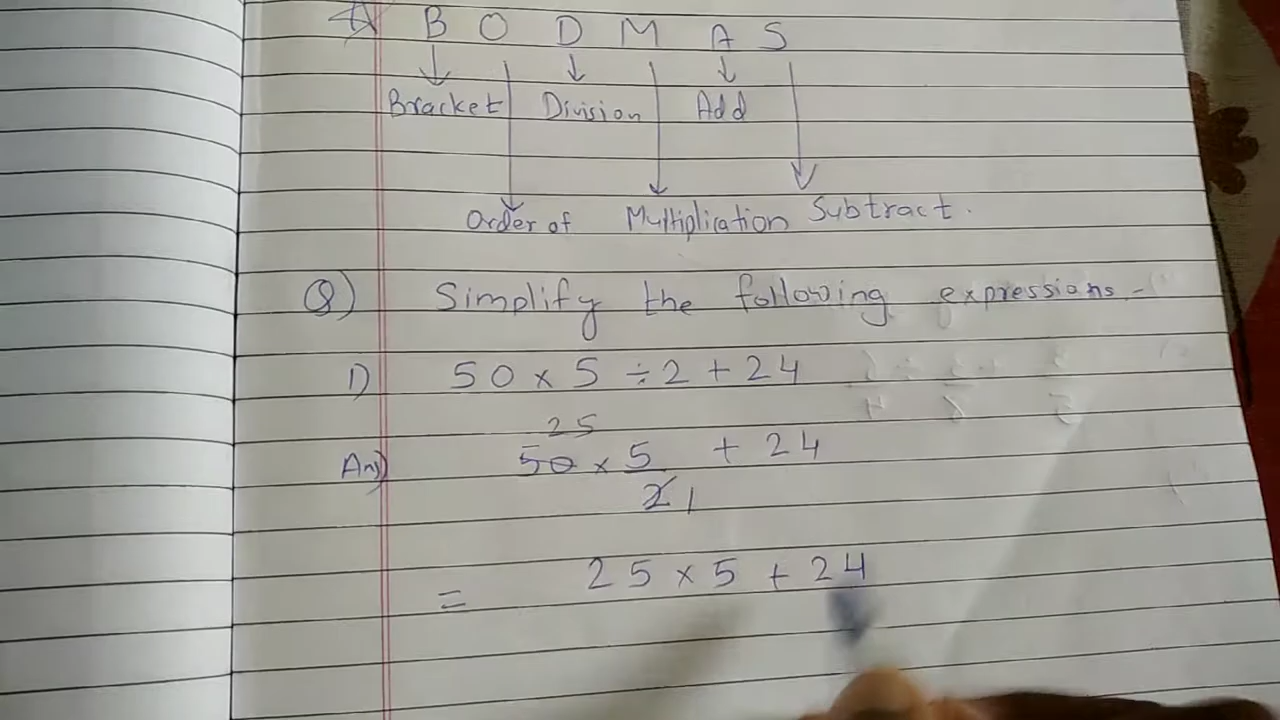 A) B O D M A S
Bracket Division Add
Order of Multiplication Subtract.
Q) Simplify the following expressions -
1) 50 × 5 ÷ 2 + 24
25
Ans) 50 × 5 + 24
2 1
= 25 × 5 + 24